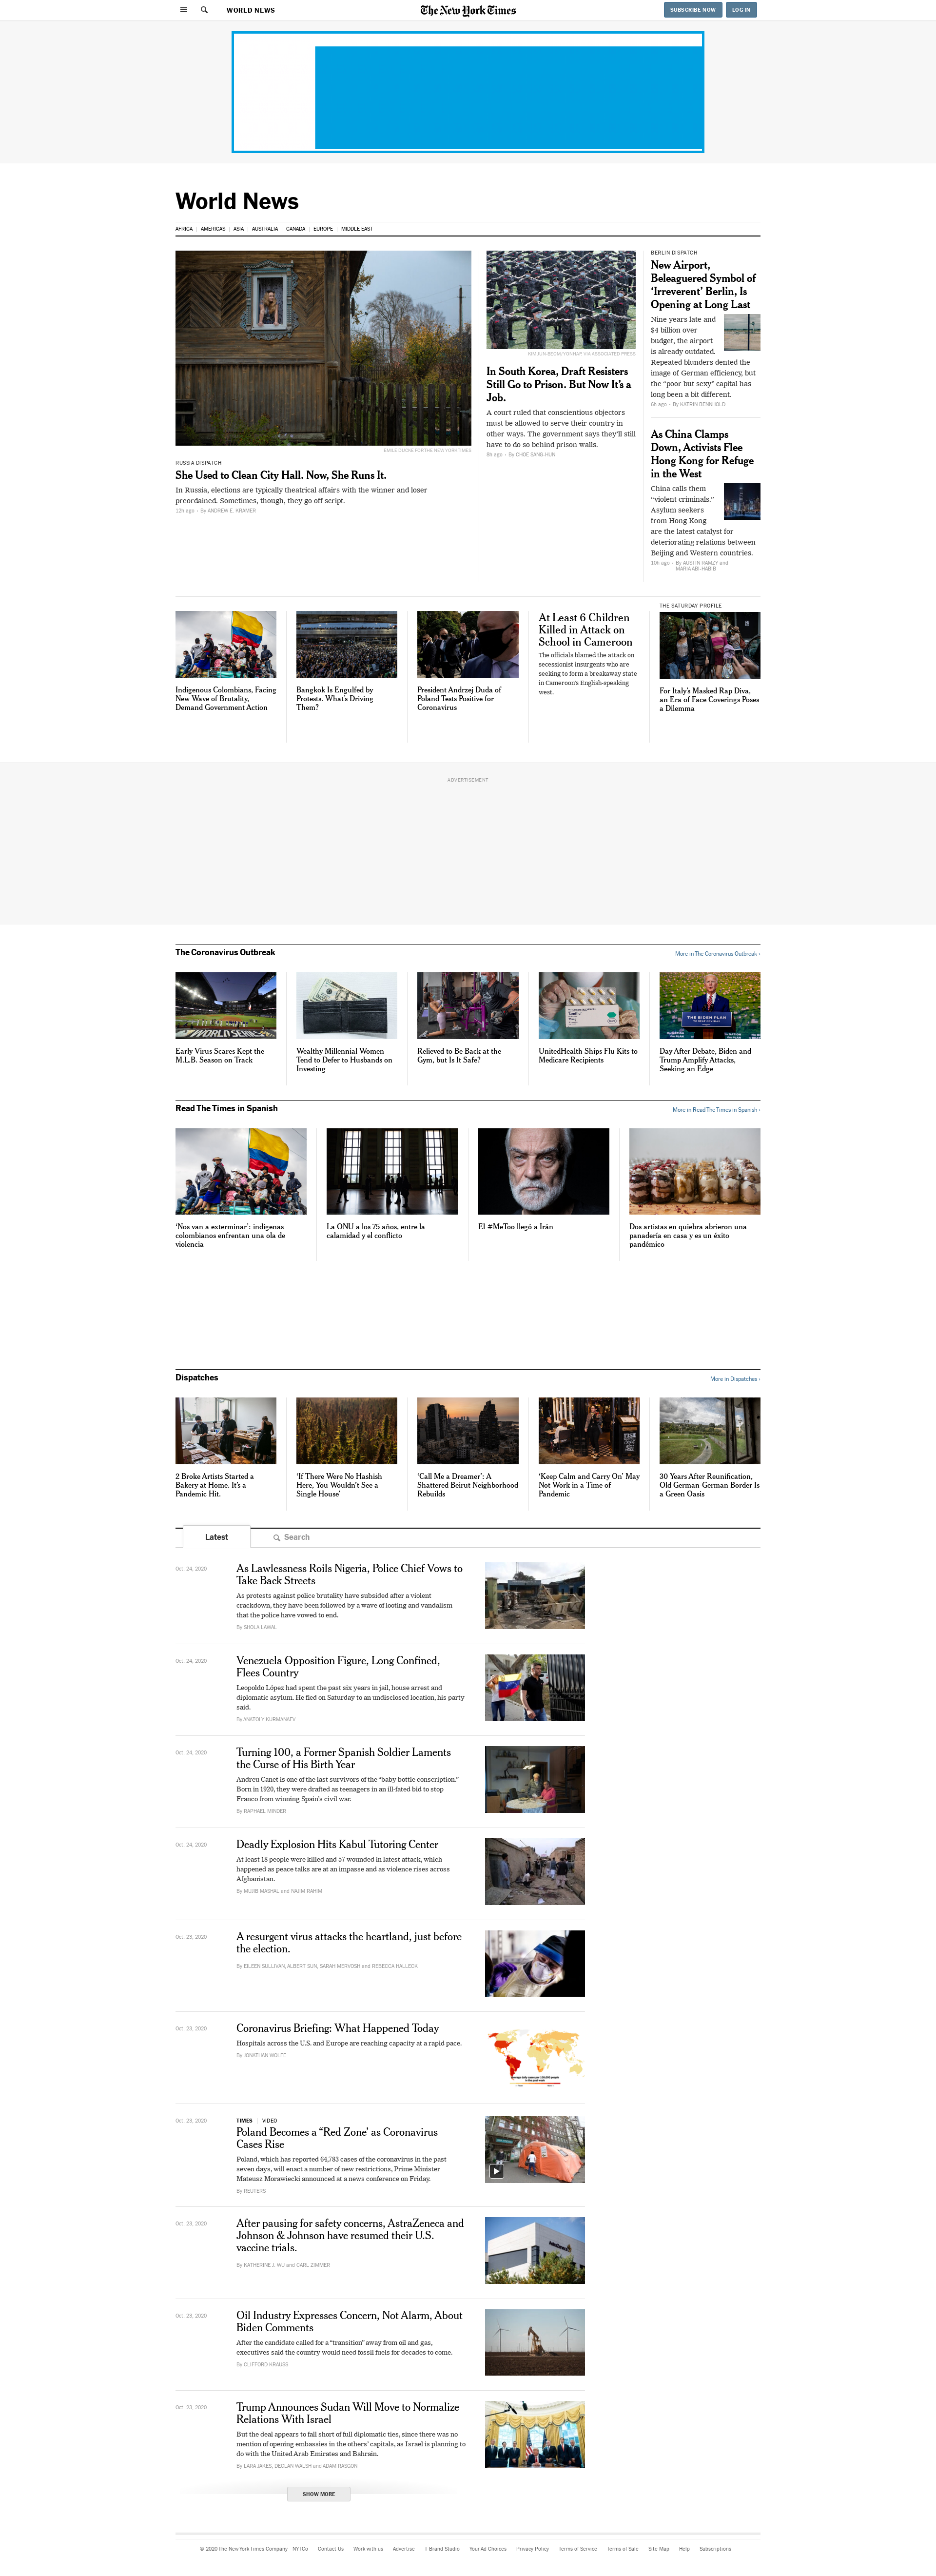 WORLD NEWS
The New York Times
SUBSCRIBE NOW
LOG IN
World News
AFRICA
AMERICAS
ASIA
AUSTRALIA
CANADA
EUROPE
MIDDLE EAST
EMILE DUCKE FOR THE NEW YORK TIMES
RUSSIA DISPATCH
She Used to Clean City Hall. Now, She Runs It.
In Russia, elections are typically theatrical affairs with the winner and loser
preordained. Sometimes, though, they go off script.
12h ago · By ANDREW E. KRAMER
KIM JUN-BEOM/YONHAP, VIA ASSOCIATED PRESS
In South Korea, Draft Resisters
Still Go to Prison. But Now It’s a
Job.
A court ruled that conscientious objectors
must be allowed to serve their country in
other ways. The government says they’ll still
have to do so behind prison walls.
8h ago · By CHOE SANG-HUN
BERLIN DISPATCH
New Airport,
Beleaguered Symbol of
‘Irreverent’ Berlin, Is
Opening at Long Last
Nine years late and
$4 billion over
budget, the airport
is already outdated.
Repeated blunders dented the
image of German efficiency, but
the “poor but sexy” capital has
long been a bit different.
6h ago · By KATRIN BENNHOLD
As China Clamps
Down, Activists Flee
Hong Kong for Refuge
in the West
China calls them
“violent criminals.”
Asylum seekers
from Hong Kong
are the latest catalyst for
deteriorating relations between
Beijing and Western countries.
10h ago · By AUSTIN RAMZY and
MARIA ABI-HABIB
Indigenous Colombians, Facing
New Wave of Brutality,
Demand Government Action
Bangkok Is Engulfed by
Protests. What’s Driving
Them?
President Andrzej Duda of
Poland Tests Positive for
Coronavirus
At Least 6 Children
Killed in Attack on
School in Cameroon
The officials blamed the attack on
secessionist insurgents who are
seeking to form a breakaway state
in Cameroon’s English-speaking
west.
THE SATURDAY PROFILE
For Italy’s Masked Rap Diva,
an Era of Face Coverings Poses
a Dilemma
ADVERTISEMENT
The Coronavirus Outbreak
More in The Coronavirus Outbreak ›
WORLD SERIES
THE BIDEN PLAN
Early Virus Scares Kept the
M.L.B. Season on Track
Wealthy Millennial Women
Tend to Defer to Husbands on
Investing
Relieved to Be Back at the
Gym, but Is It Safe?
UnitedHealth Ships Flu Kits to
Medicare Recipients
Day After Debate, Biden and
Trump Amplify Attacks,
Seeking an Edge
Read The Times in Spanish
More in Read The Times in Spanish ›
‘Nos van a exterminar’: indígenas
colombianos enfrentan una ola de
violencia
La ONU a los 75 años, entre la
calamidad y el conflicto
El #MeToo llegó a Irán
Dos artistas en quiebra abrieron una
panadería en casa y es un éxito
pandémico
Dispatches
More in Dispatches ›
2 Broke Artists Started a
Bakery at Home. It’s a
Pandemic Hit.
‘If There Were No Hashish
Here, You Wouldn’t See a
Single House’
‘Call Me a Dreamer’: A
Shattered Beirut Neighborhood
Rebuilds
‘Keep Calm and Carry On’ May
Not Work in a Time of
Pandemic
30 Years After Reunification,
Old German-German Border Is
a Green Oasis
Latest
Search
Oct. 24, 2020
As Lawlessness Roils Nigeria, Police Chief Vows to
Take Back Streets
As protests against police brutality have subsided after a violent
crackdown, they have been followed by a wave of looting and vandalism
that the police have vowed to end.
By SHOLA LAWAL
Oct. 24, 2020
Venezuela Opposition Figure, Long Confined,
Flees Country
Leopoldo López had spent the past six years in jail, house arrest and
diplomatic asylum. He fled on Saturday to an undisclosed location, his party
said.
By ANATOLY KURMANAEV
Oct. 24, 2020
Turning 100, a Former Spanish Soldier Laments
the Curse of His Birth Year
Andreu Canet is one of the last survivors of the “baby bottle conscription.”
Born in 1920, they were drafted as teenagers in an ill-fated bid to stop
Franco from winning Spain’s civil war.
By RAPHAEL MINDER
Oct. 24, 2020
Deadly Explosion Hits Kabul Tutoring Center
At least 18 people were killed and 57 wounded in latest attack, which
happened as peace talks are at an impasse and as violence rises across
Afghanistan.
By MUJIB MASHAL and NAJIM RAHIM
Oct. 23, 2020
A resurgent virus attacks the heartland, just before
the election.
By EILEEN SULLIVAN, ALBERT SUN, SARAH MERVOSH and REBECCA HALLECK
Oct. 23, 2020
Coronavirus Briefing: What Happened Today
Hospitals across the U.S. and Europe are reaching capacity at a rapid pace.
By JONATHAN WOLFE
Oct. 23, 2020
TIMES | VIDEO
Poland Becomes a “Red Zone’ as Coronavirus
Cases Rise
Poland, which has reported 64,783 cases of the coronavirus in the past
seven days, will enact a number of new restrictions, Prime Minister
Mateusz Morawiecki announced at a news conference on Friday.
By REUTERS
Oct. 23, 2020
After pausing for safety concerns, AstraZeneca and
Johnson & Johnson have resumed their U.S.
vaccine trials.
By KATHERINE J. WU and CARL ZIMMER
Oct. 23, 2020
Oil Industry Expresses Concern, Not Alarm, About
Biden Comments
After the candidate called for a “transition” away from oil and gas,
executives said the country would need fossil fuels for decades to come.
By CLIFFORD KRAUSS
Oct. 23, 2020
Trump Announces Sudan Will Move to Normalize
Relations With Israel
But the deal appears to fall short of full diplomatic ties, since there was no
mention of opening embassies in the others’ capitals, as Israel is planning to
do with the United Arab Emirates and Bahrain.
By LARA JAKES, DECLAN WALSH and ADAM RASGON
SHOW MORE
© 2020 The New York Times Company
NYTCo
Contact Us
Work with us
Advertise
T Brand Studio
Your Ad Choices
Privacy Policy
Terms of Service
Terms of Sale
Site Map
Help
Subscriptions